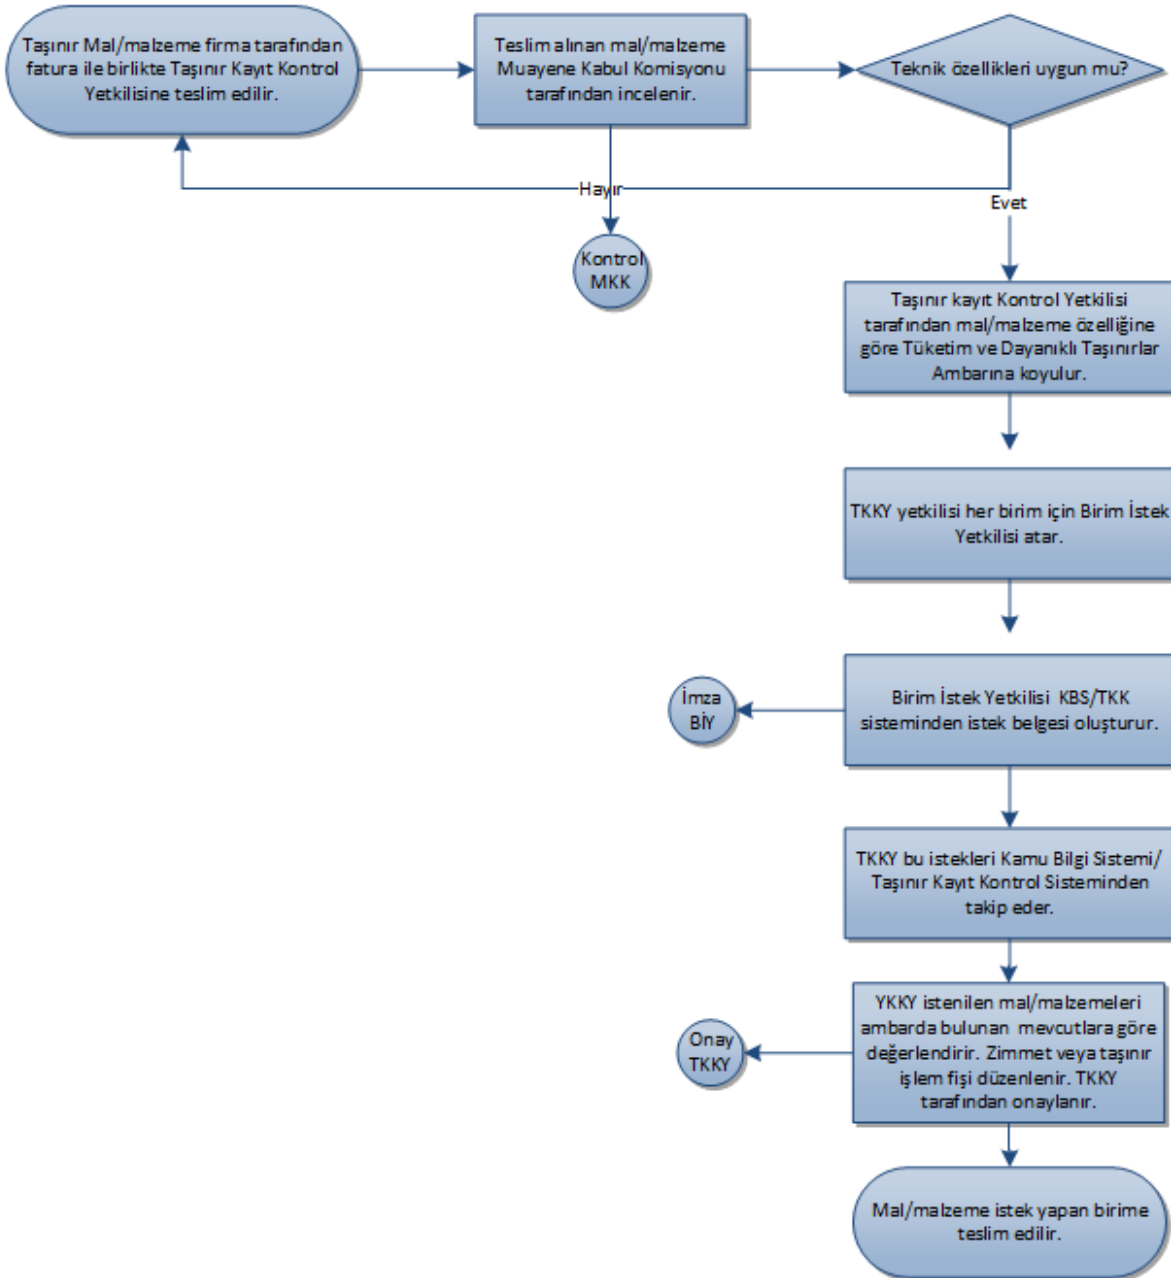 Taşınır Mal/malzeme firma tarafından
fatura ile birlikte Taşınır Kayıt Kontrol
Yetkilisine teslim edilir.
Teslim alınan mal/malzeme
Muayene Kabul Komisyonu
tarafından incelenir.
Teknik özellikleri uygun mu?
Hayır
Evet
Kontrol
MKK
Taşınır kayıt Kontrol Yetkilisi
tarafından mal/malzeme özelliğine
göre Tüketim ve Dayanıklı Taşınırlar
Ambarına koyulur.
TKKY yetkilisi her birim için Birim İstek
Yetkilisi atar.
İmza
BİY
Birim İstek Yetkilisi KBS/TKK
sisteminden istek belgesi oluşturur.
TKKY bu istekleri Kamu Bilgi Sistemi/
Taşınır Kayıt Kontrol Sisteminden
takip eder.
Onay
TKKY
YKKY istenilen mal/malzemeleri
ambarda bulunan mevcutlara göre
değerlendirir. Zimmet veya taşınır
işlem fişi düzenlenir. TKKY
tarafından onaylanır.
Mal/malzeme istek yapan birime
teslim edilir.